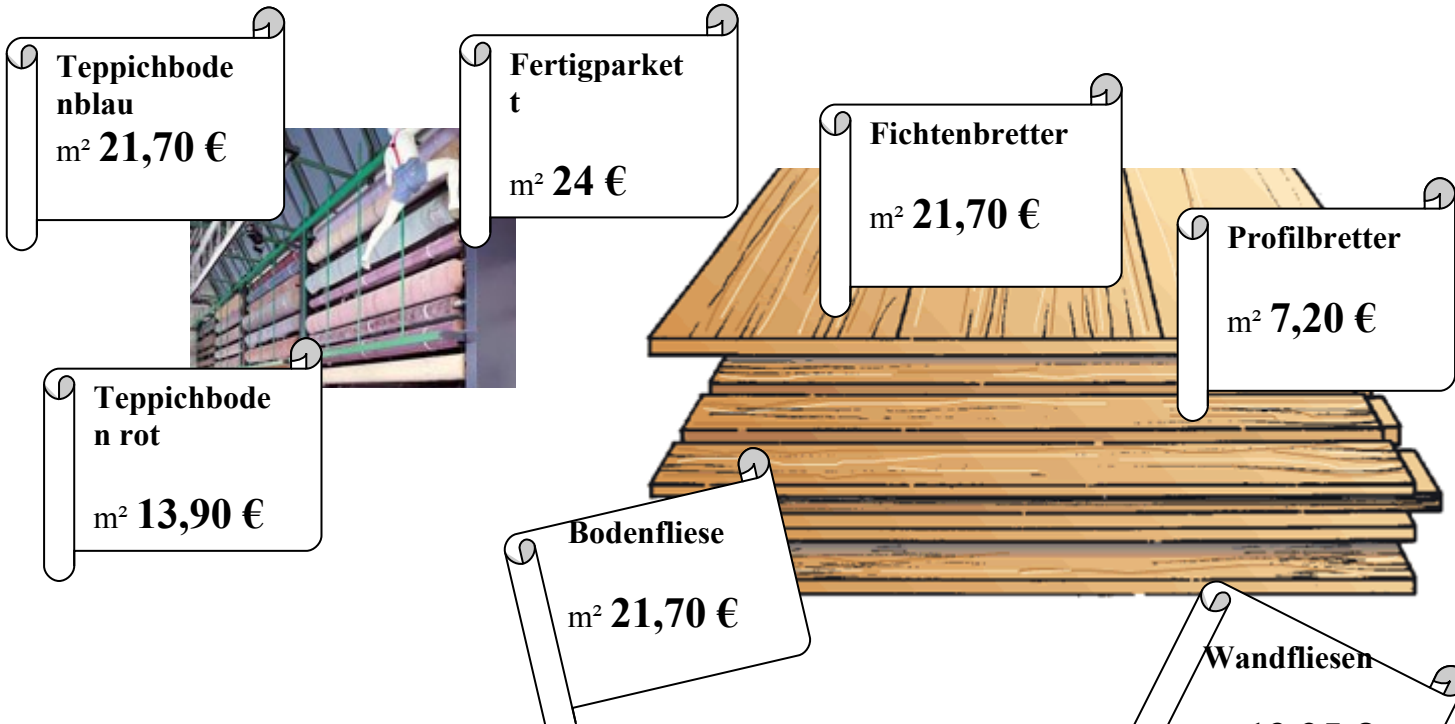 Teppichbode
nblau
m² 21,70 €
Fertigparket
t
m² 24 €
Fichtenbretter
m² 21,70 €
Profilbretter
m² 7,20 €
Teppichbode
n rot
m² 13,90 €
Bodenfliese
m² 21,70 €
Wandfliesen